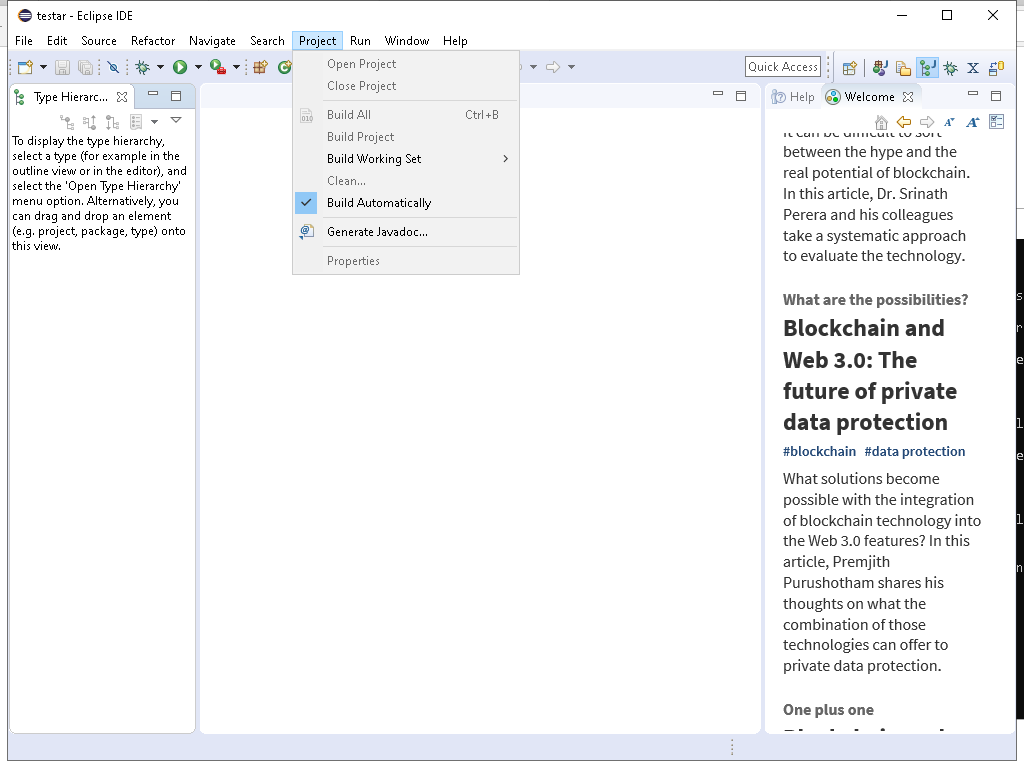 testar - Eclipse IDE
File Edit Source Refactor Navigate Search Project Run Window Help
Quick Access
Open Project
Close Project
Build All Ctrl+B
Build Project
Build Working Set
Clean...
Build Automatically
Generate Javadoc...
Properties
Type Hierarc...
To display the type hierarchy,
select a type (for example in the
outline view or in the editor), and
select the 'Open Type Hierarchy'
menu option. Alternatively, you
can drag and drop an element
(e.g. project, package, type) onto
this view.
Help Welcome
It can be difficult to sort
between the hype and the
real potential of blockchain.
In this article, Dr. Srinath
Perera and his colleagues
take a systematic approach
to evaluate the technology.
What are the possibilities?
Blockchain and
Web 3.0: The
future of private
data protection
#blockchain #data protection
What solutions become
possible with the integration
of blockchain technology into
the Web 3.0 features? In this
article, Premjith
Purushotham shares his
thoughts on what the
combination of those
technologies can offer to
private data protection.
One plus one